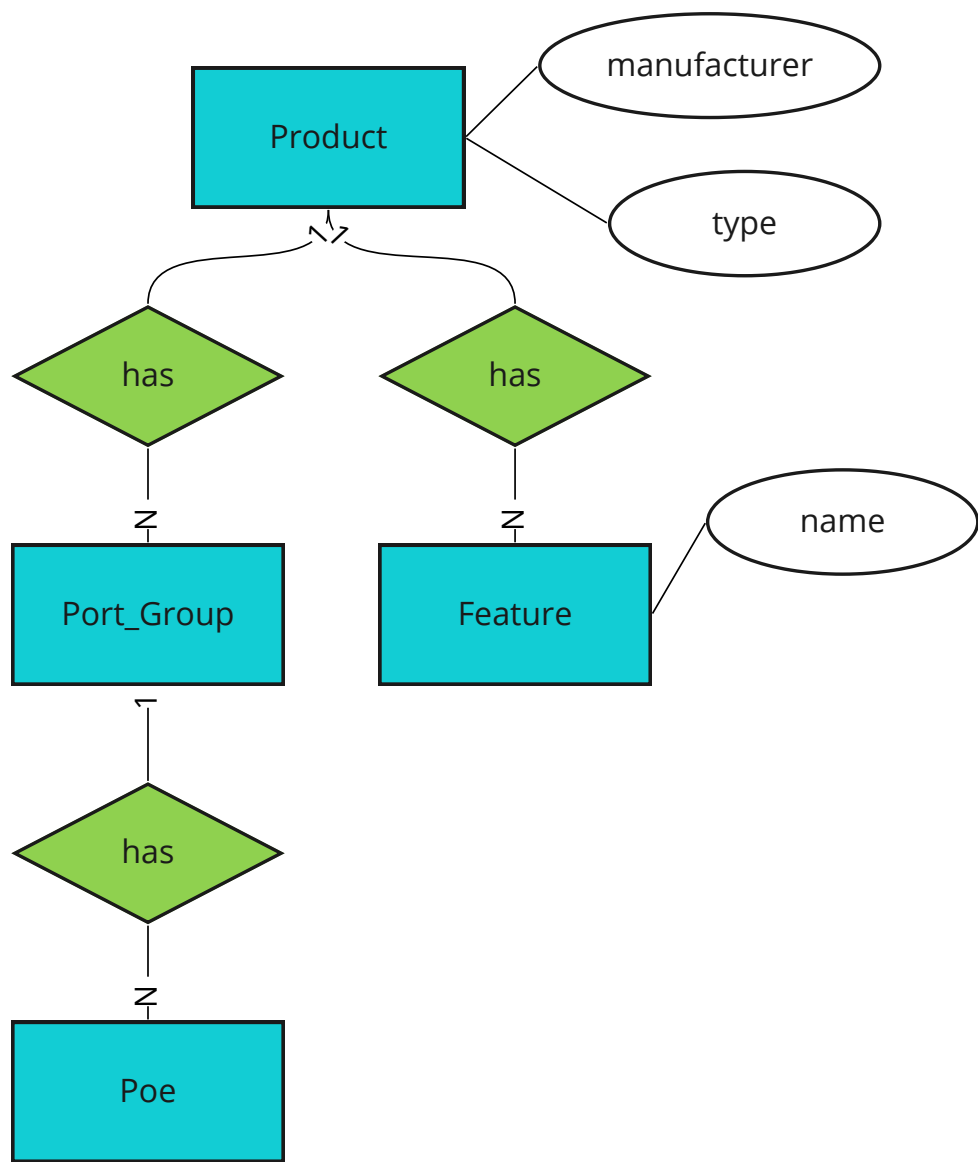 manufacturer
Product
type
1
1
has
has
N
N
name
Port_Group
Feature
1
has
N
Poe